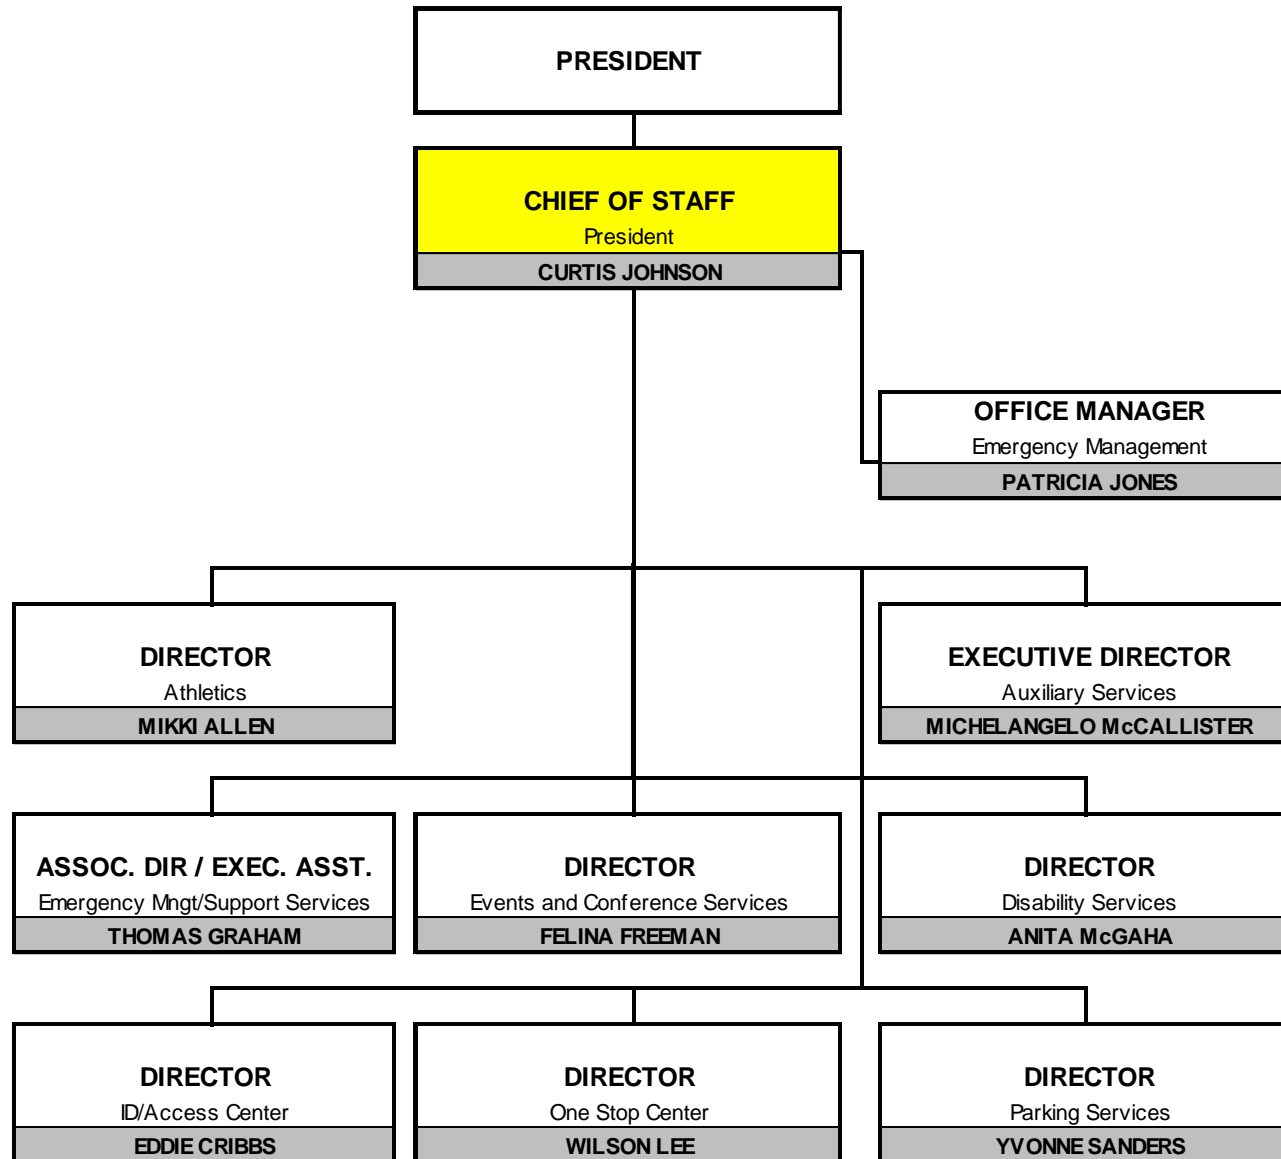 PRESIDENT
CHIEF OF STAFF
President
CURTIS JOHNSON
OFFICE MANAGER
Emergency Management
PATRICIA JONES
DIRECTOR
Athletics
MIKKI ALLEN
EXECUTIVE DIRECTOR
Auxiliary Services
MICHELANGELO McCALLISTER
ASSOC. DIR / EXEC. ASST.
Emergency Mngt/Support Services
THOMAS GRAHAM
DIRECTOR
Events and Conference Services
FELINA FREEMAN
DIRECTOR
Disability Services
ANITA McGAHA
DIRECTOR
ID/Access Center
EDDIE CRIBBS
DIRECTOR
One Stop Center
WILSON LEE
DIRECTOR
Parking Services
YVONNE SANDERS